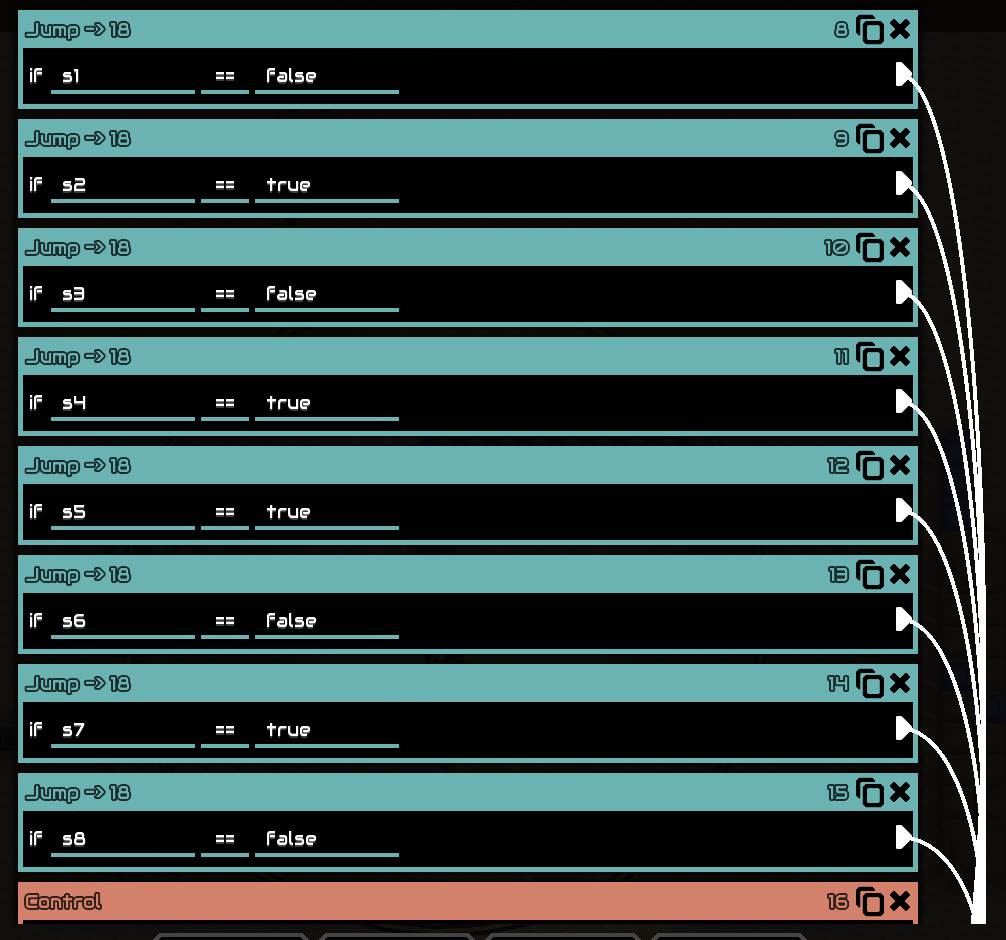 Jump -> 18 8
if s1 == false
Jump -> 18 9
if s2 == true
Jump -> 18 10
if s3 == false
Jump -> 18 11
if s4 == true
Jump -> 18 12
if s5 == true
Jump -> 18 13
if s6 == false
Jump -> 18 14
if s7 == true
Jump -> 18 15
if s8 == false
Control 16